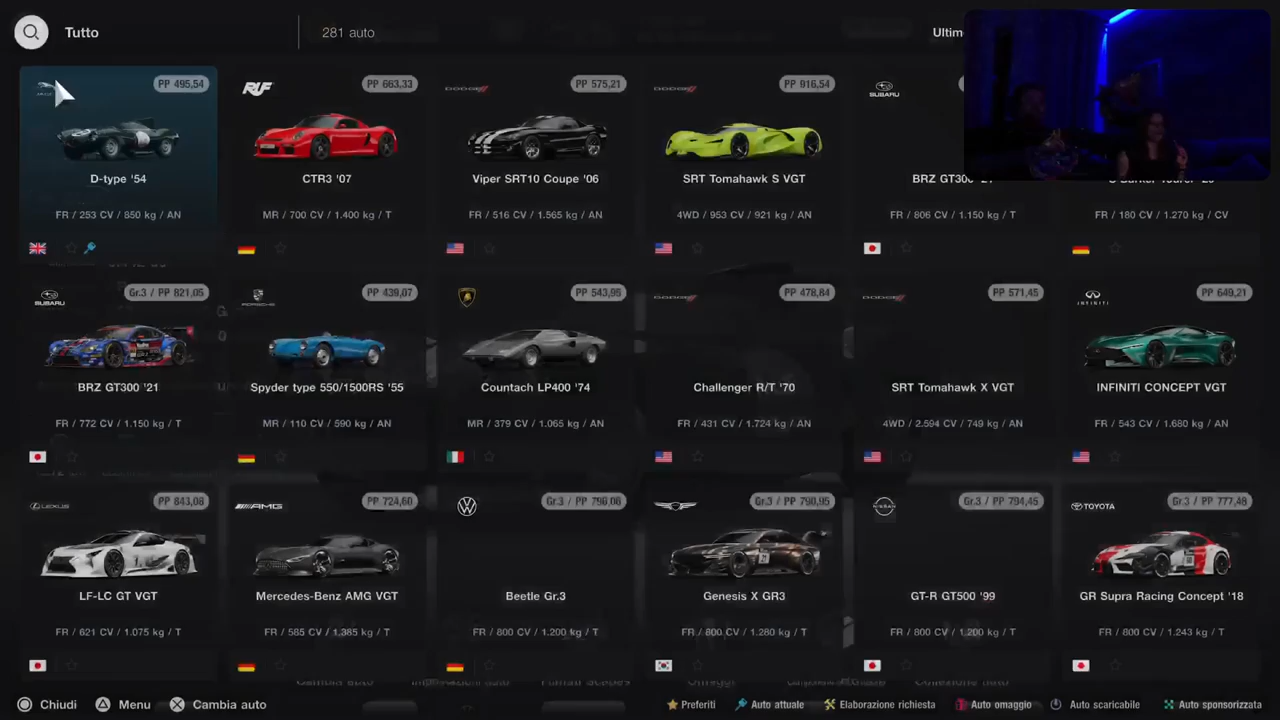 Tutto
281 auto
Ultime
PP 495,54
D-type '54
FR / 253 CV / 850 kg / AN
RUF
PP 663,33
CTR3 '07
MR / 700 CV / 1.400 kg / T
PP 575,21
Viper SRT10 Coupe '06
FR / 516 CV / 1.565 kg / AN
PP 916,54
SRT Tomahawk S VGT
4WD / 953 CV / 921 kg / AN
SUBARU
FR / 806 CV / 1.150 kg / T
FR / 180 CV / 1.270 kg / CV
SUBARU
Gr.3 / PP 821,05
BRZ GT300 '21
FR / 772 CV / 1.150 kg / T
PORSCHE
PP 439,07
Spyder type 550/1500RS '55
MR / 110 CV / 590 kg / AN
PP 543,95
Countach LP400 '74
MR / 379 CV / 1.065 kg / AN
PP 478,84
Challenger R/T '70
FR / 431 CV / 1.724 kg / AN
PP 571,45
SRT Tomahawk X VGT
4WD / 2.594 CV / 749 kg / AN
INFINITI
PP 649,21
INFINITI CONCEPT VGT
FR / 543 CV / 1.680 kg / AN
LEXUS
PP 843,08
LF-LC GT VGT
FR / 621 CV / 1.075 kg / T
AMG
PP 724,60
Mercedes-Benz AMG VGT
FR / 585 CV / 1.385 kg / T
Gr.3 / PP 790,06
Beetle Gr.3
FR / 800 CV / 1.200 kg / T
Gr.3 / PP 790,95
Genesis X GR3
FR / 800 CV / 1.280 kg / T
NISSAN
Gr.3 / PP 794,45
GT-R GT500 '99
FR / 800 CV / 1.200 kg / T
TOYOTA
Gr.3 / PP 777,48
GR Supra Racing Concept '18
FR / 800 CV / 1.243 kg / T
Chiudi
Menu
Cambia auto
Preferiti
Auto attuale
Elaborazione richiesta
Auto omaggio
Auto scaricabile
Auto sponsorizzata